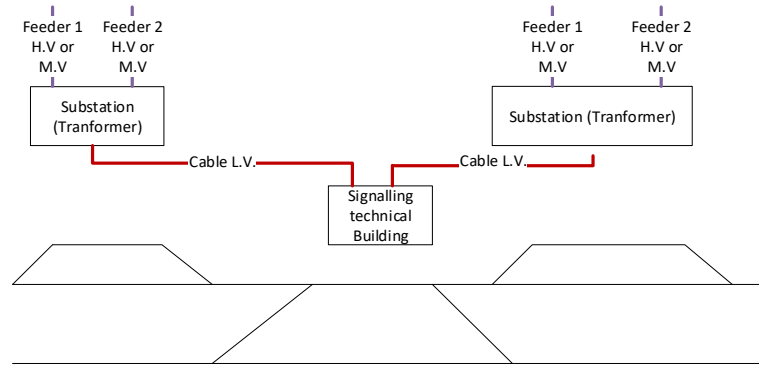 Feeder 1
H.V or
M.V
Feeder 2
H.V or
M.V
Feeder 1
H.V or
M.V
Feeder 2
H.V or
M.V
Substation
(Tranformer)
Substation (Tranformer)
Cable L.V.
Cable L.V.
Signalling
technical
Building